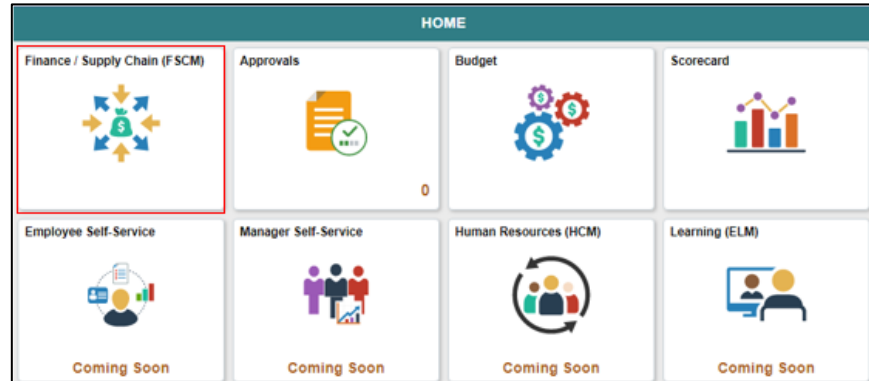 HOME
Finance / Supply Chain (FSCM)
Approvals
Budget
Scorecard
$
$
$
$
0
Employee Self-Service
Manager Self-Service
Human Resources (HCM)
Learning (ELM)
Coming Soon
Coming Soon
Coming Soon
Coming Soon